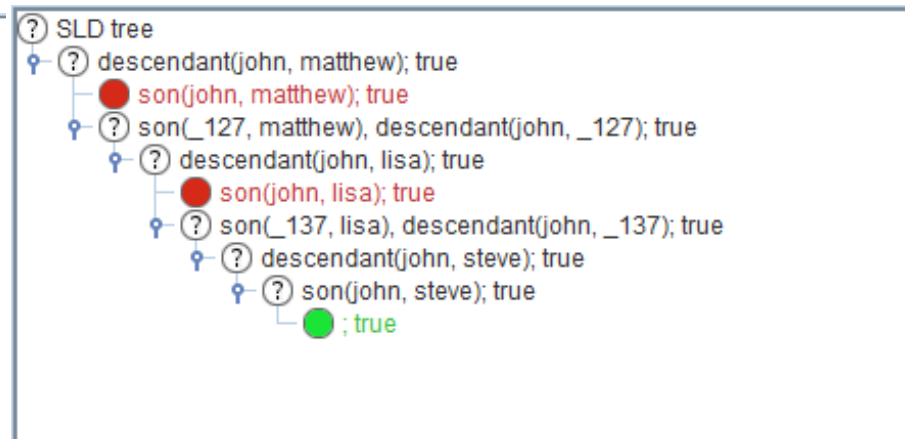 SLD tree
descendant(john, matthew); true
son(john, matthew); true
son(_127, matthew), descendant(john, _127); true
descendant(john, lisa); true
son(john, lisa); true
son(_137, lisa), descendant(john, _137); true
descendant(john, steve); true
son(john, steve); true
; true